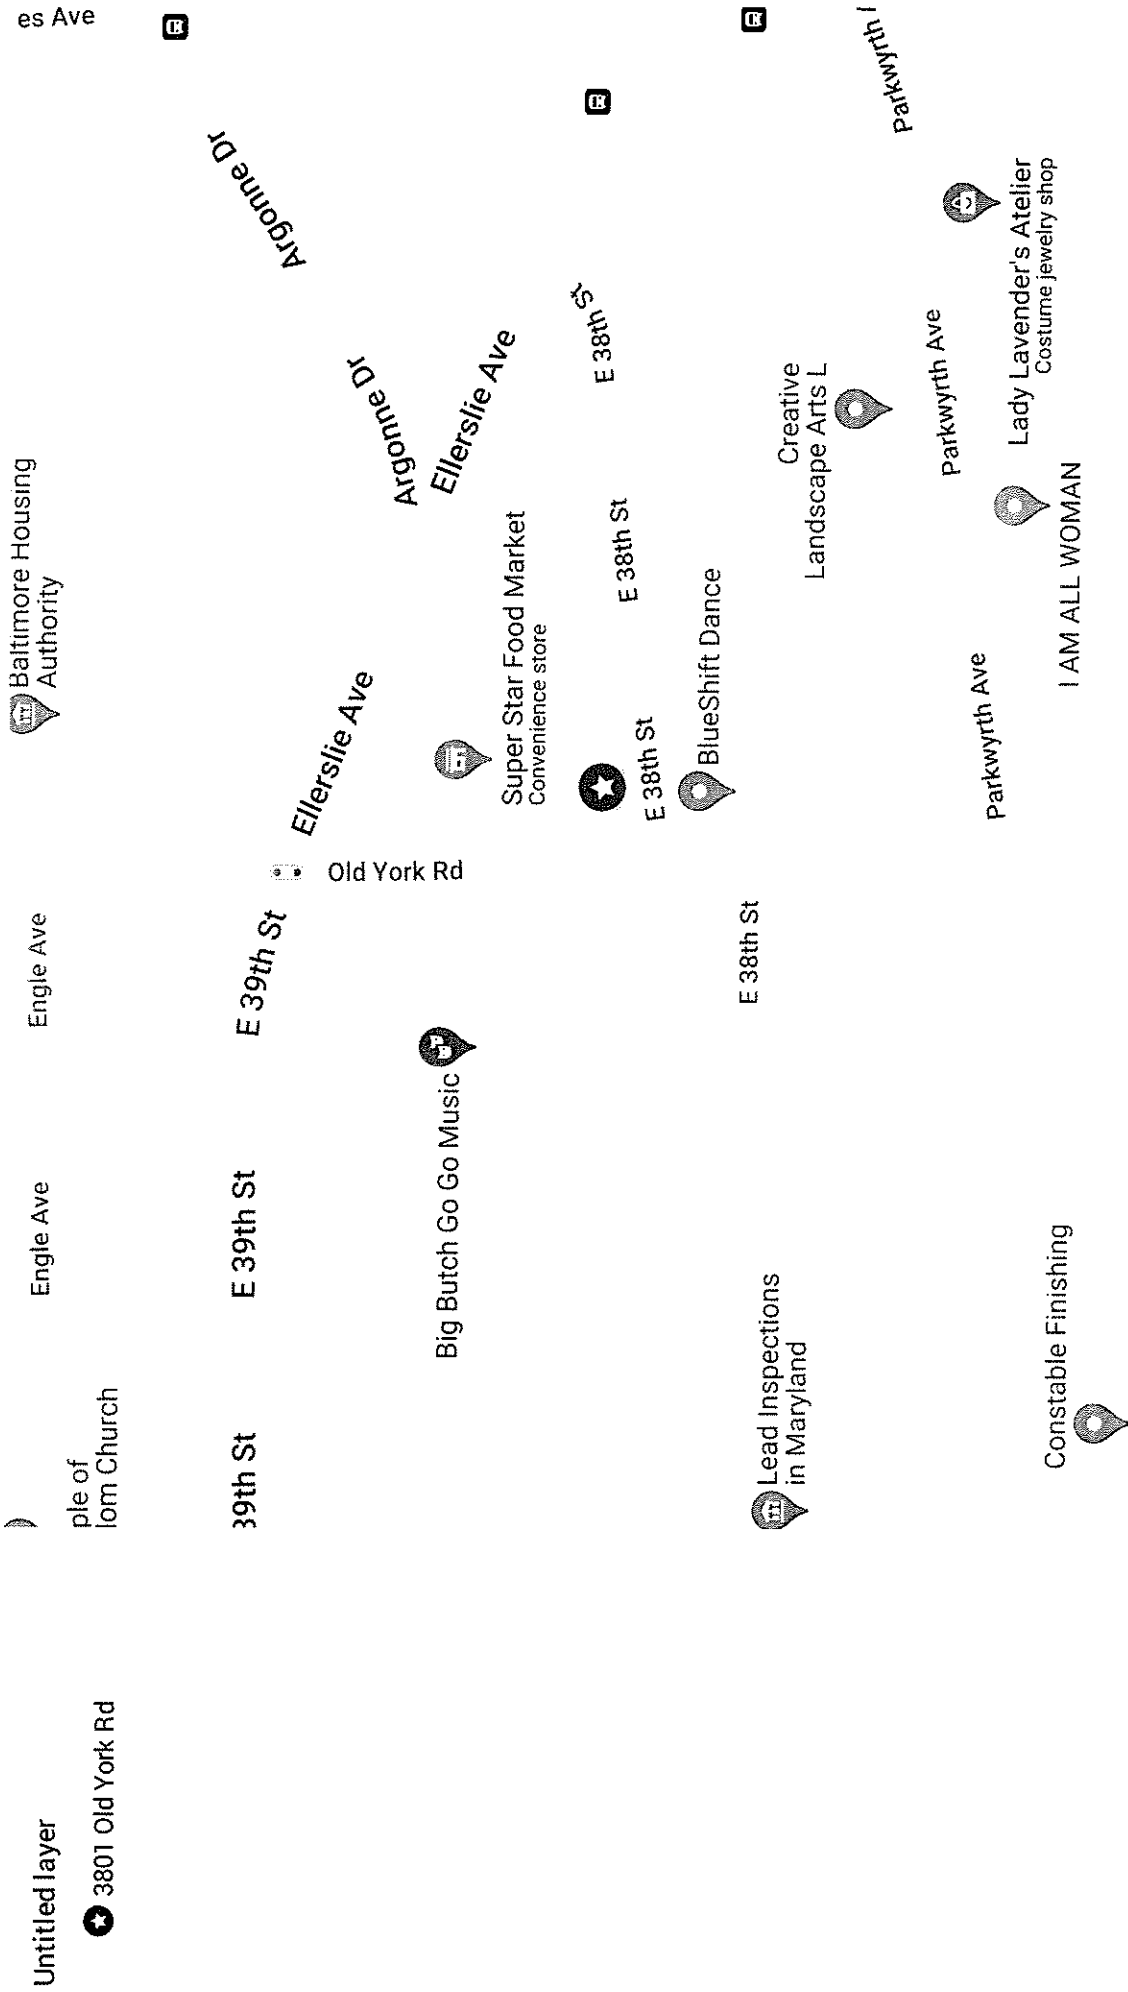 Untitled layer
3801 Old York Rd
ple of
lom Church
Engle Ave
Engle Ave
Baltimore Housing
Authority
es Ave
39th St
E 39th St
E 39th St
Ellerslie Ave
Argonne Dr
Argonne Dr
Ellerslie Ave
Old York Rd
Big Butch Go Go Music
Super Star Food Market
Convenience store
E 38th St
E 38th St
E 38th St
BlueShift Dance
E 38th St
Lead Inspections
in Maryland
Creative
Landscape Arts L
Parkwyrth
Parkwyrth Ave
Parkwyrth Ave
Lady Lavender's Atelier
Costume jewelry shop
I AM ALL WOMAN
Constable Finishing